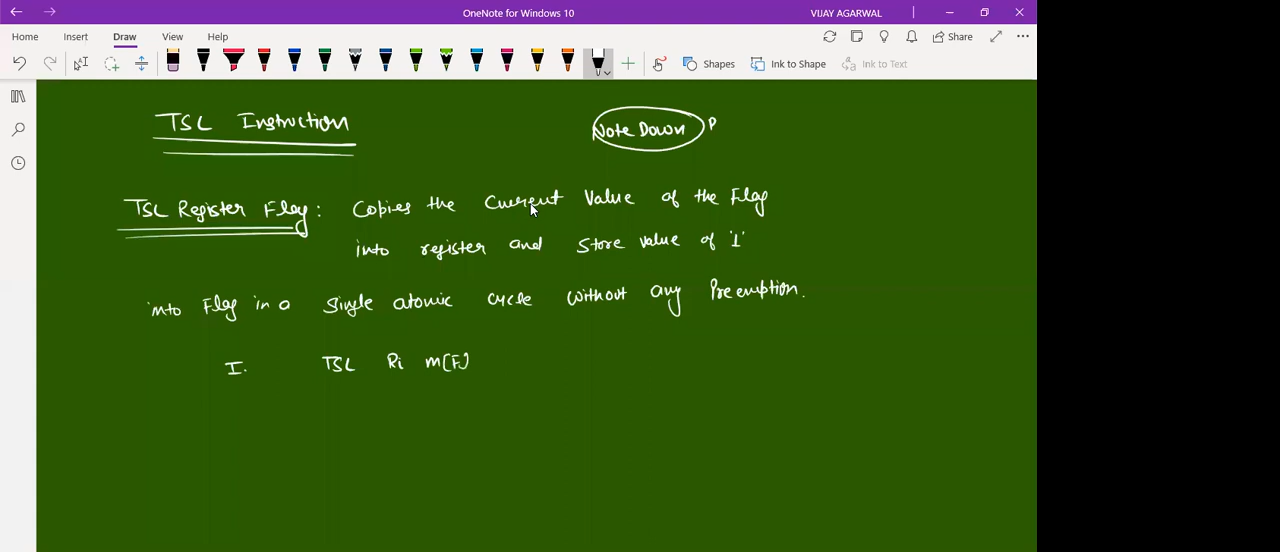 OneNote for Windows 10
VIJAY AGARWAL
Home Insert Draw View Help
Share
Shapes Ink to Shape Ink to Text
TSL Instruction
Note Down P
TSL Register Flag : Copies the Current Value of the Flag
into register and Store value of '1'
into Flag in a Single atomic cycle without any Preemption.
I. TSL Ri m[F]